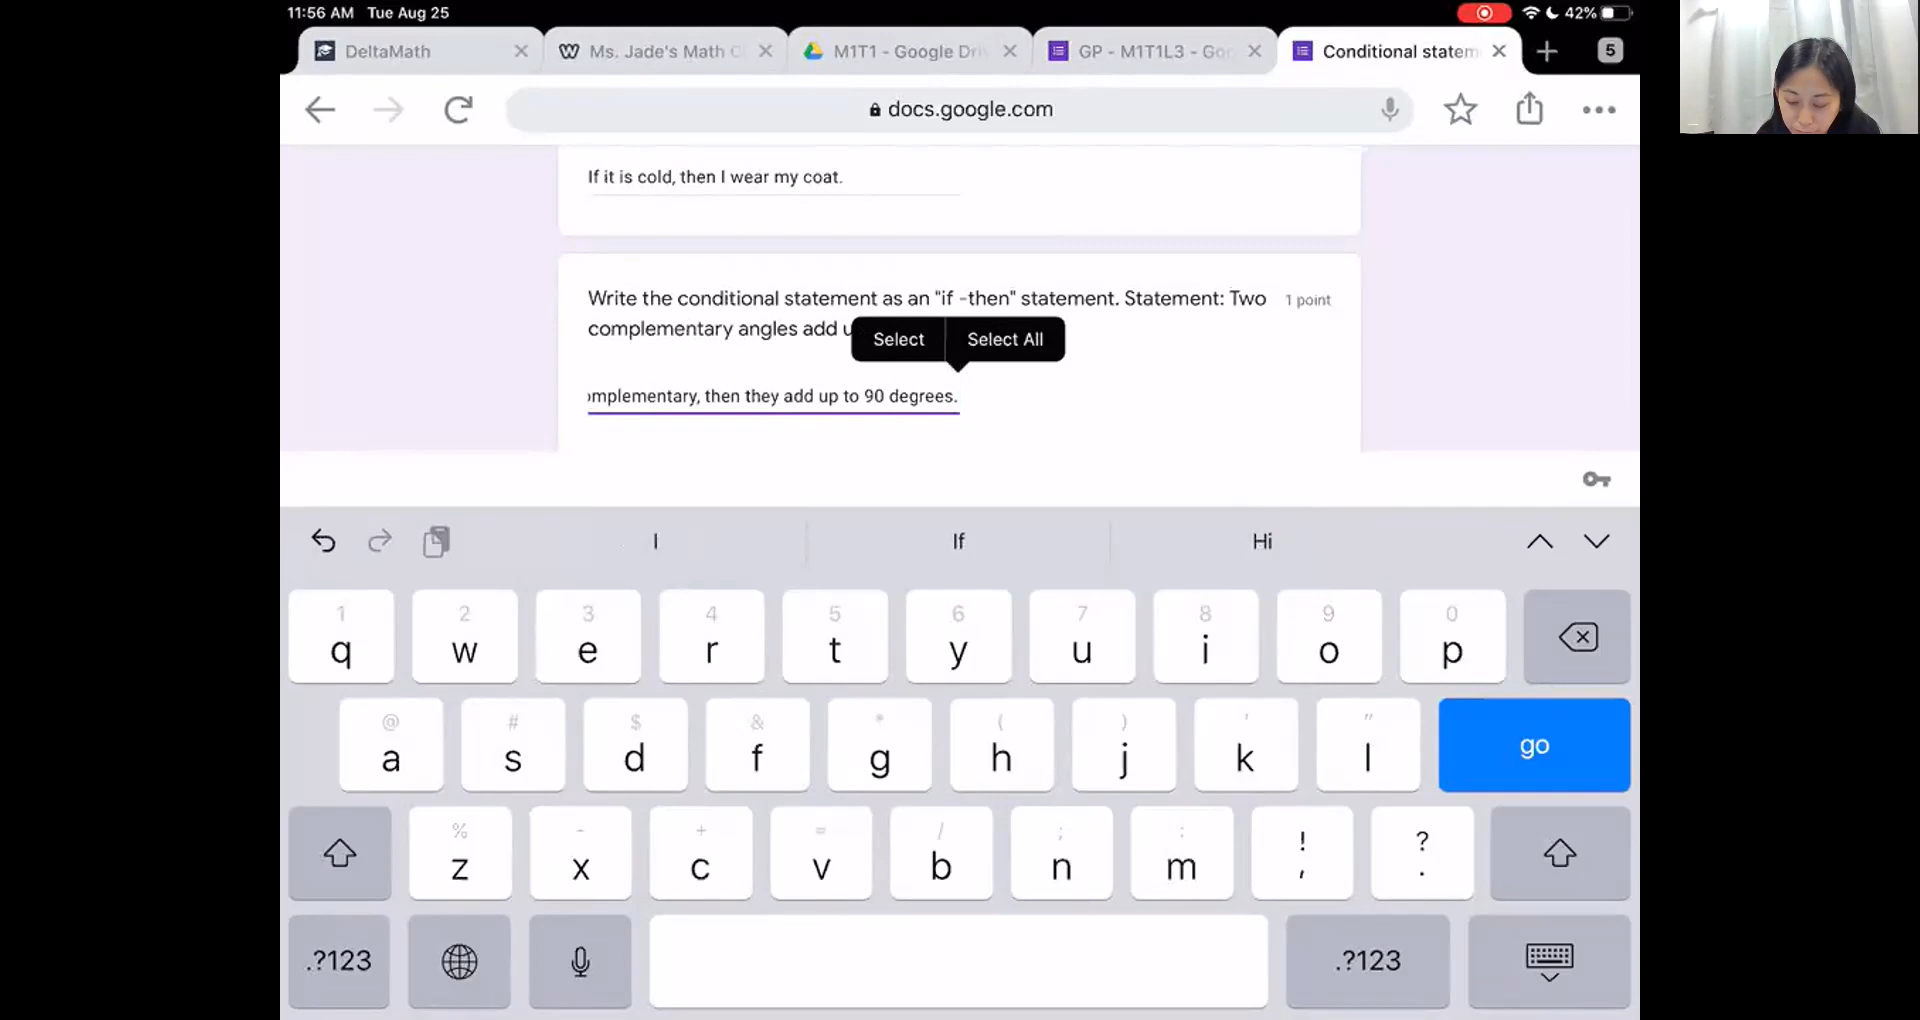 11:56 AM Tue Aug 25
42%
DeltaMath
Ms. Jade's Math C
M1T1 - Google Dri
GP - M1T1L3 - Goo
Conditional statem
5
docs.google.com
If it is cold, then I wear my coat.
Write the conditional statement as an "if -then" statement. Statement: Two
1 point
complementary angles add u
Select
Select All
omplementary, then they add up to 90 degrees.
I
If
Hi
1 2 3 4 5 6 7 8 9 0
q w e r t y u i o p
@ # $ & * ( ) ' "
a s d f g h j k l
go
% - + = / ; : ! ?
z x c v b n m , .
.?123
.?123